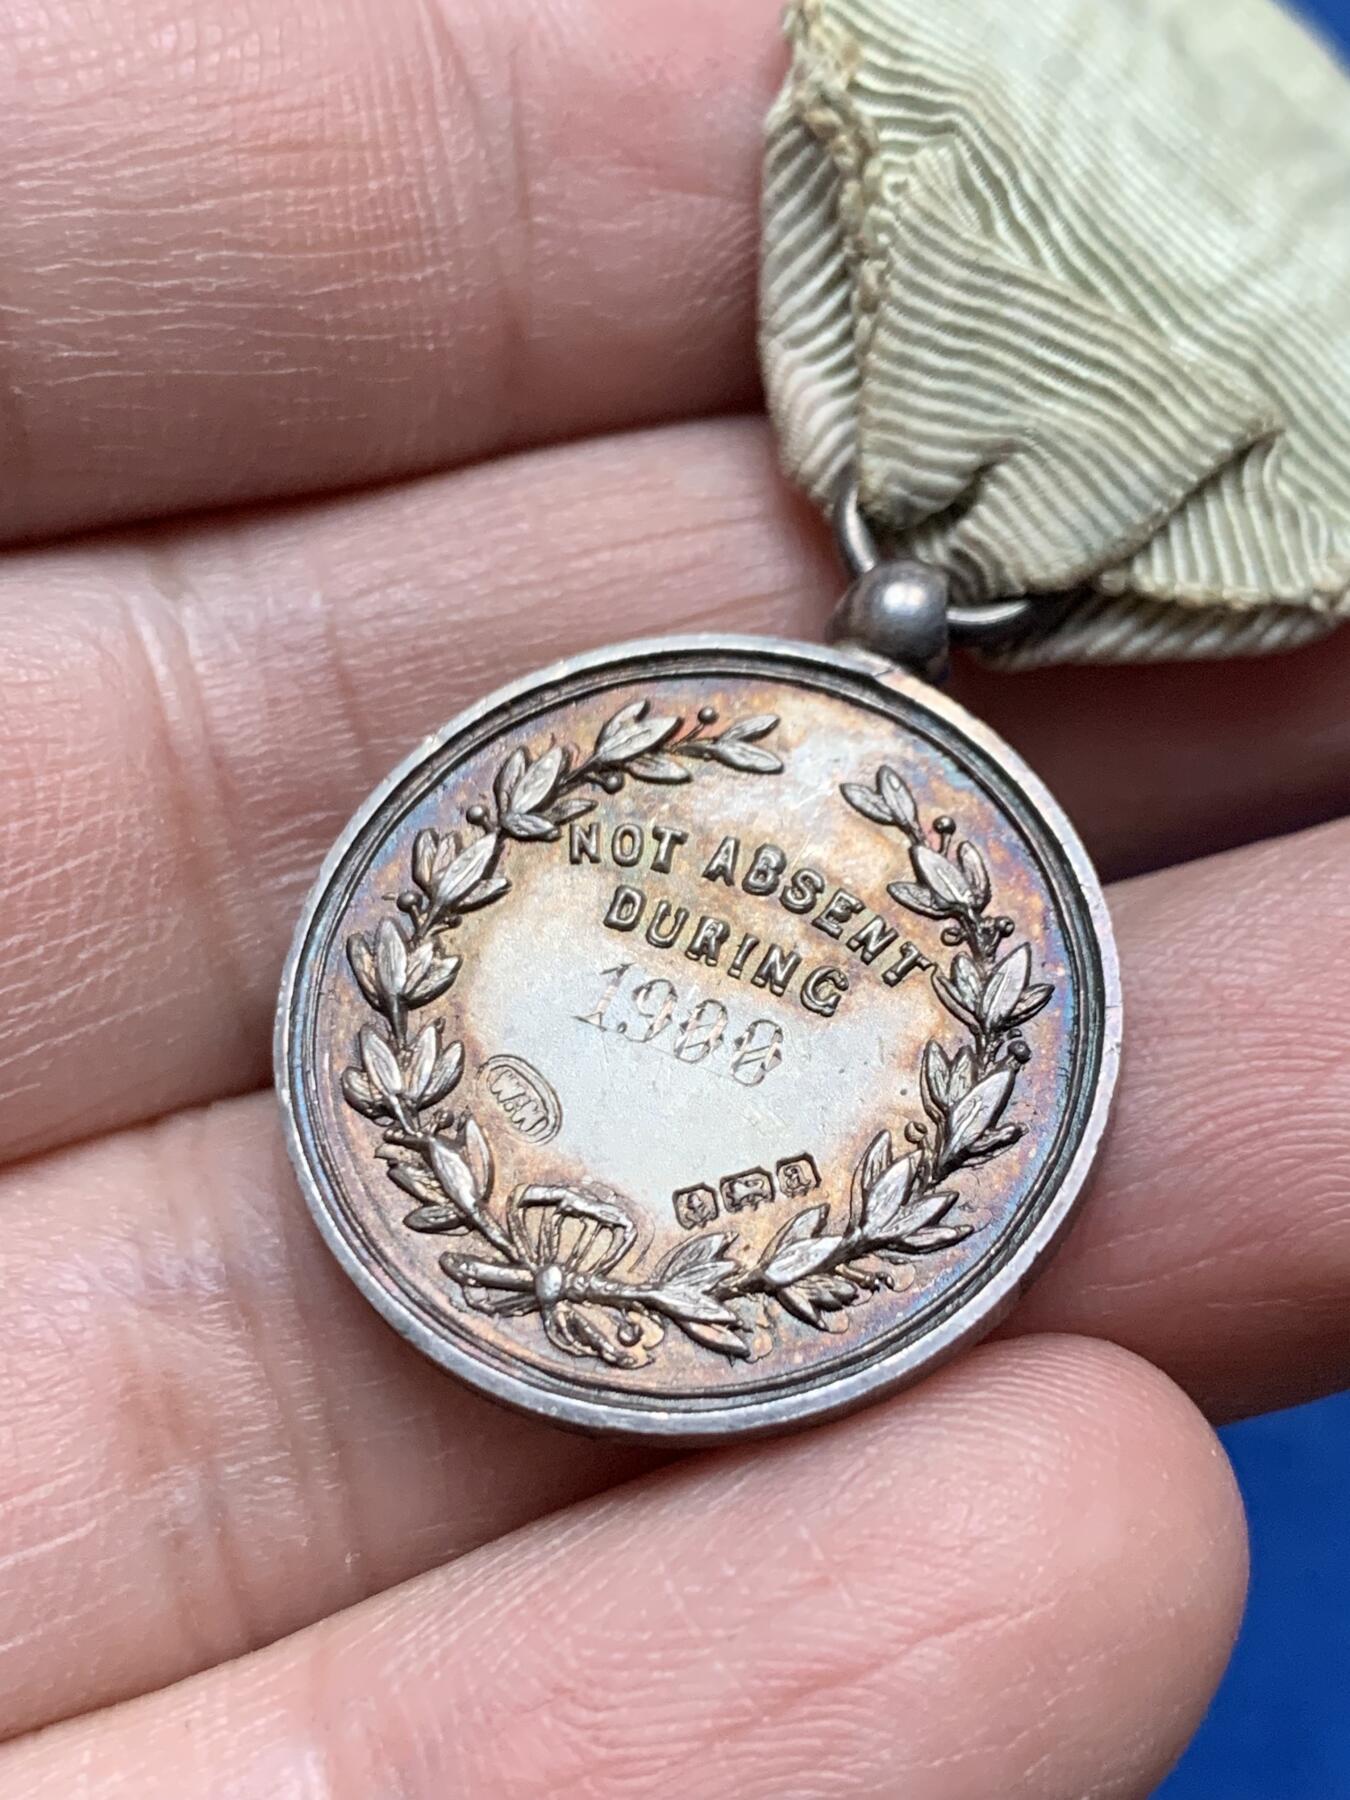 NOT ABSENT
DURING
1900
W&W
a